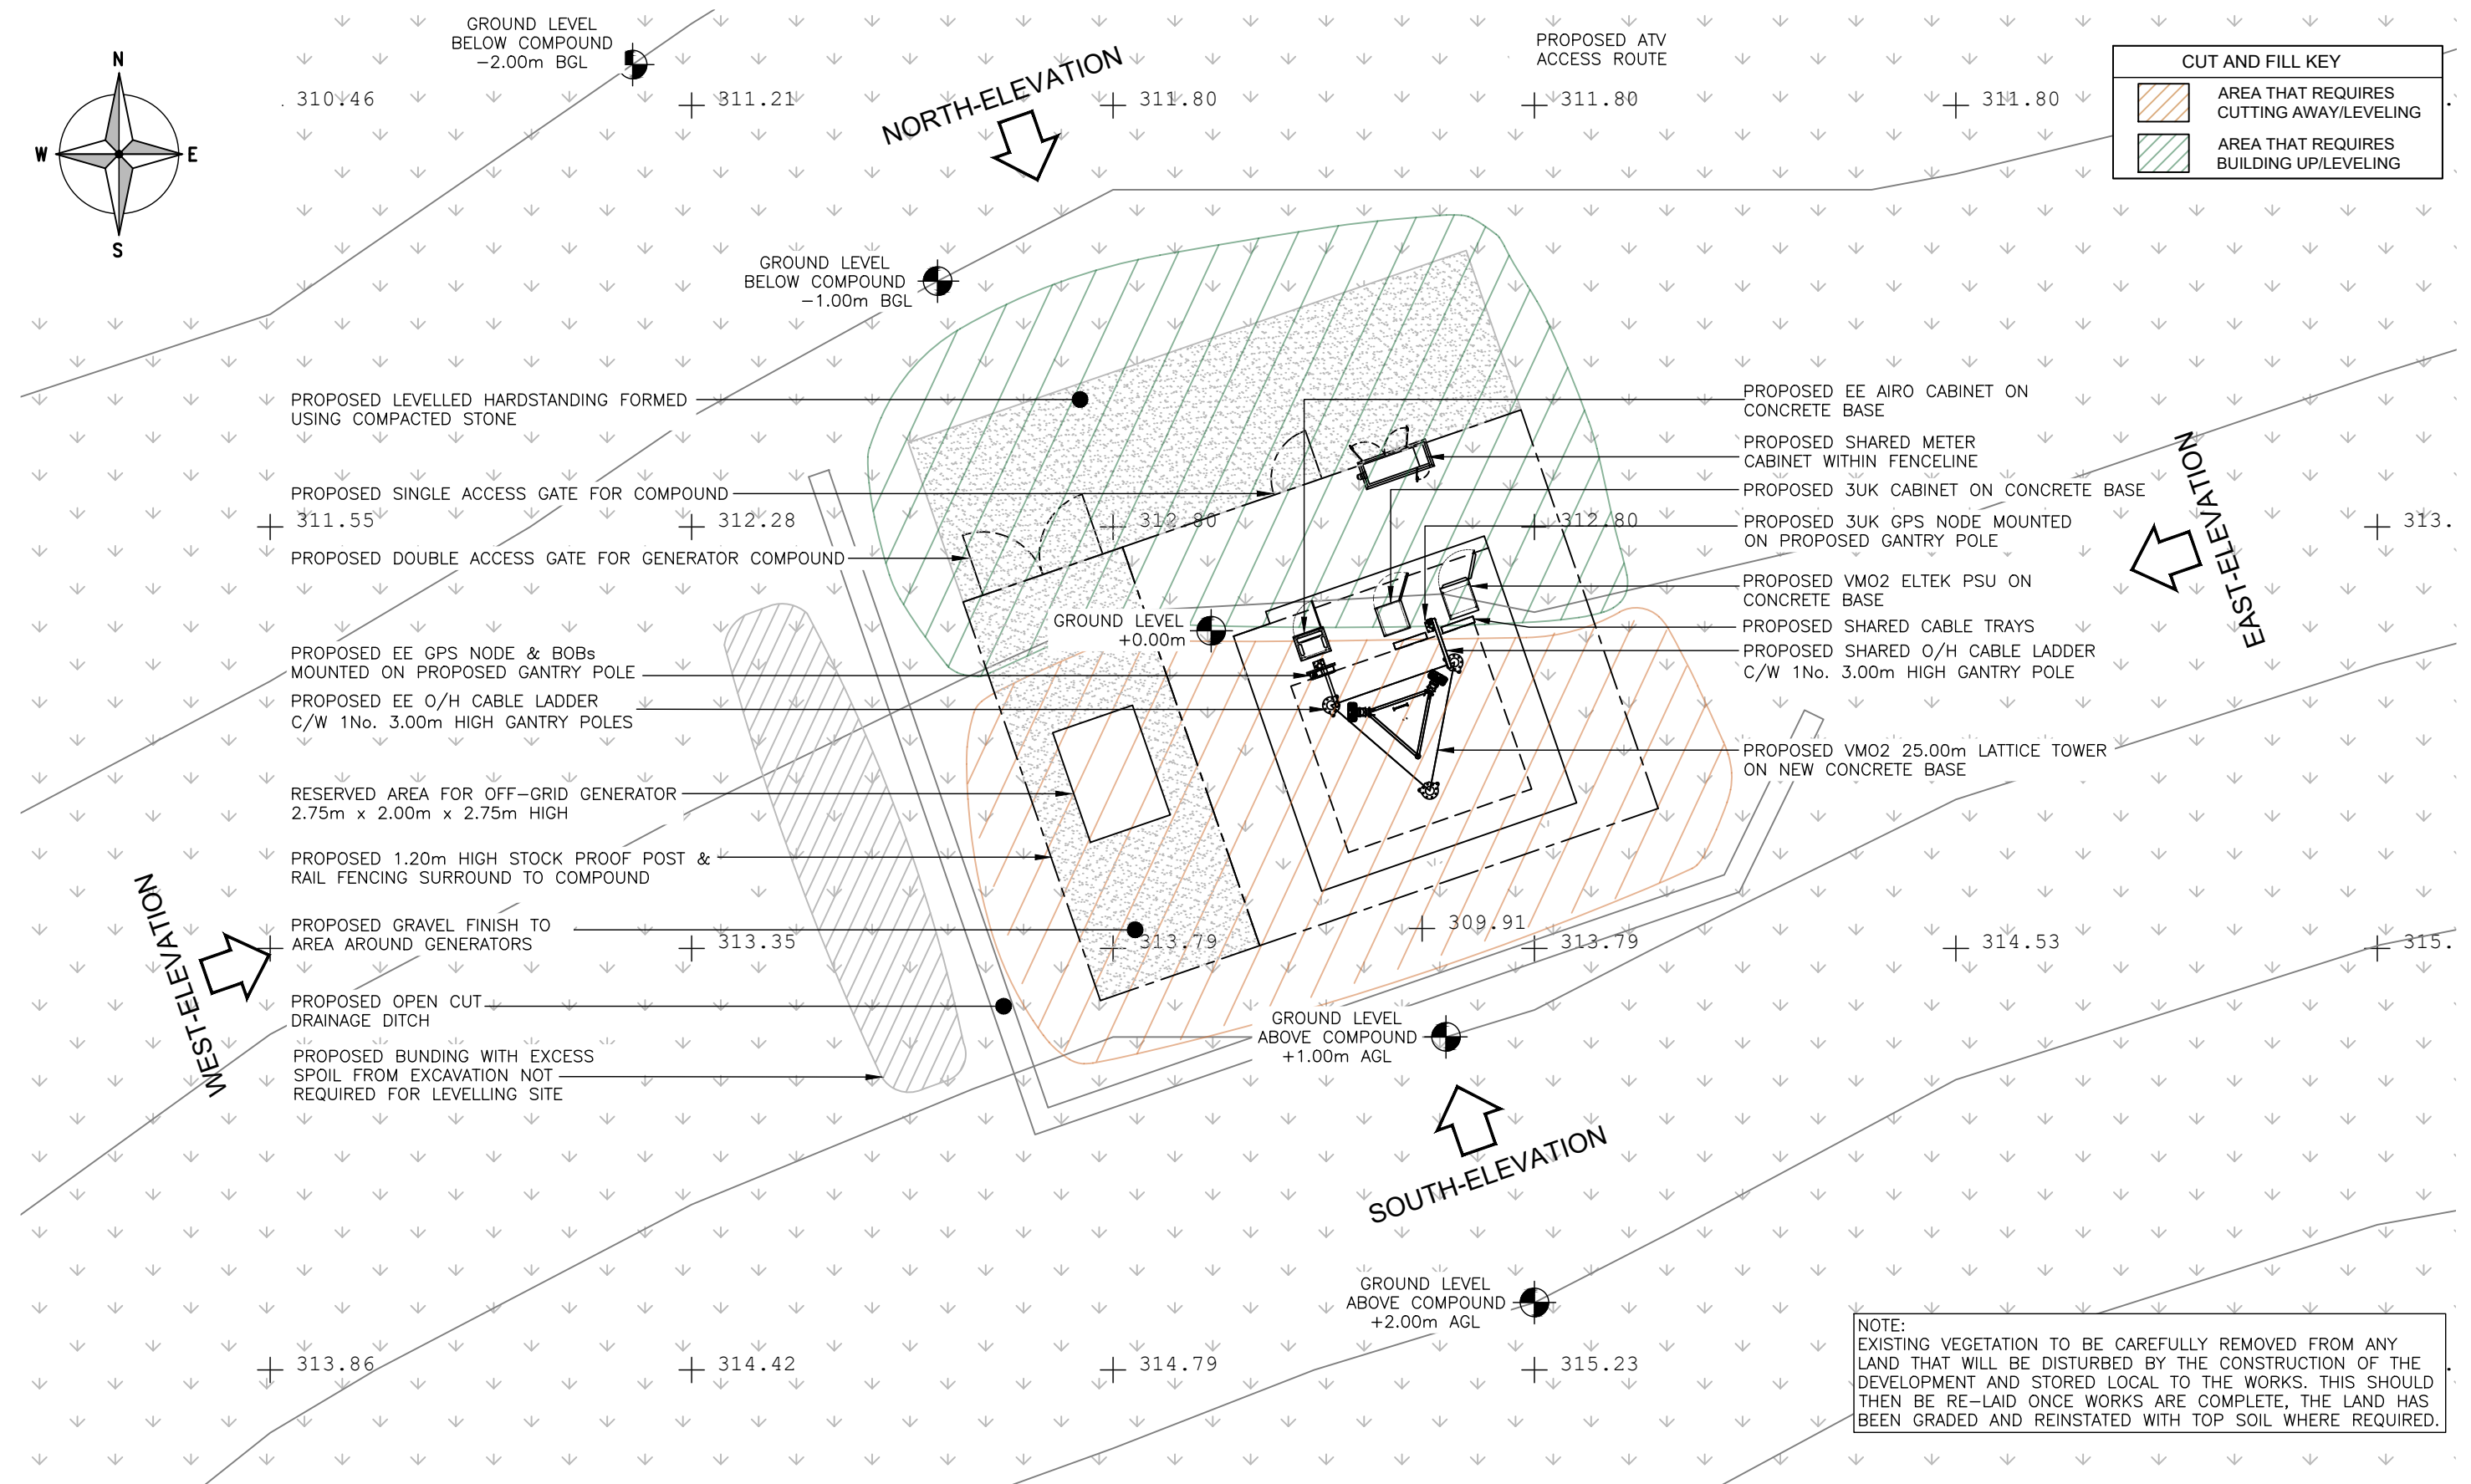 GROUND LEVEL
BELOW COMPOUND
-2.00m BGL
PROPOSED ATV
ACCESS ROUTE
CUT AND FILL KEY
AREA THAT REQUIRES
CUTTING AWAY/LEVELING
AREA THAT REQUIRES
BUILDING UP/LEVELING
N
W
E
S
NORTH-ELEVATION
310.46
311.21
311.80
311.80
311.80
GROUND LEVEL
BELOW COMPOUND
-1.00m BGL
PROPOSED LEVELLED HARDSTANDING FORMED
USING COMPACTED STONE
PROPOSED SINGLE ACCESS GATE FOR COMPOUND
311.55
312.28
312.80
312.80
313.
PROPOSED DOUBLE ACCESS GATE FOR GENERATOR COMPOUND
GROUND LEVEL
+0.00m
PROPOSED EE GPS NODE & BOBs
MOUNTED ON PROPOSED GANTRY POLE
PROPOSED EE O/H CABLE LADDER
C/W 1No. 3.00m HIGH GANTRY POLES
RESERVED AREA FOR OFF-GRID GENERATOR
2.75m x 2.00m x 2.75m HIGH
PROPOSED 1.20m HIGH STOCK PROOF POST &
RAIL FENCING SURROUND TO COMPOUND
PROPOSED GRAVEL FINISH TO
AREA AROUND GENERATORS
PROPOSED OPEN CUT
DRAINAGE DITCH
PROPOSED BUNDING WITH EXCESS
SPOIL FROM EXCAVATION NOT
REQUIRED FOR LEVELLING SITE
WEST-ELEVATION
PROPOSED EE AIRO CABINET ON
CONCRETE BASE
PROPOSED SHARED METER
CABINET WITHIN FENCELINE
PROPOSED 3UK CABINET ON CONCRETE BASE
PROPOSED 3UK GPS NODE MOUNTED
ON PROPOSED GANTRY POLE
PROPOSED VMO2 ELTEK PSU ON
CONCRETE BASE
PROPOSED SHARED CABLE TRAYS
PROPOSED SHARED O/H CABLE LADDER
C/W 1No. 3.00m HIGH GANTRY POLE
PROPOSED VMO2 25.00m LATTICE TOWER
ON NEW CONCRETE BASE
EAST-ELEVATION
313.35
313.79
309.91
313.79
314.53
315.
GROUND LEVEL
ABOVE COMPOUND
+1.00m AGL
SOUTH-ELEVATION
GROUND LEVEL
ABOVE COMPOUND
+2.00m AGL
313.86
314.42
314.79
315.23
NOTE:
EXISTING VEGETATION TO BE CAREFULLY REMOVED FROM ANY
LAND THAT WILL BE DISTURBED BY THE CONSTRUCTION OF THE
DEVELOPMENT AND STORED LOCAL TO THE WORKS. THIS SHOULD
THEN BE RE-LAID ONCE WORKS ARE COMPLETE, THE LAND HAS
BEEN GRADED AND REINSTATED WITH TOP SOIL WHERE REQUIRED.